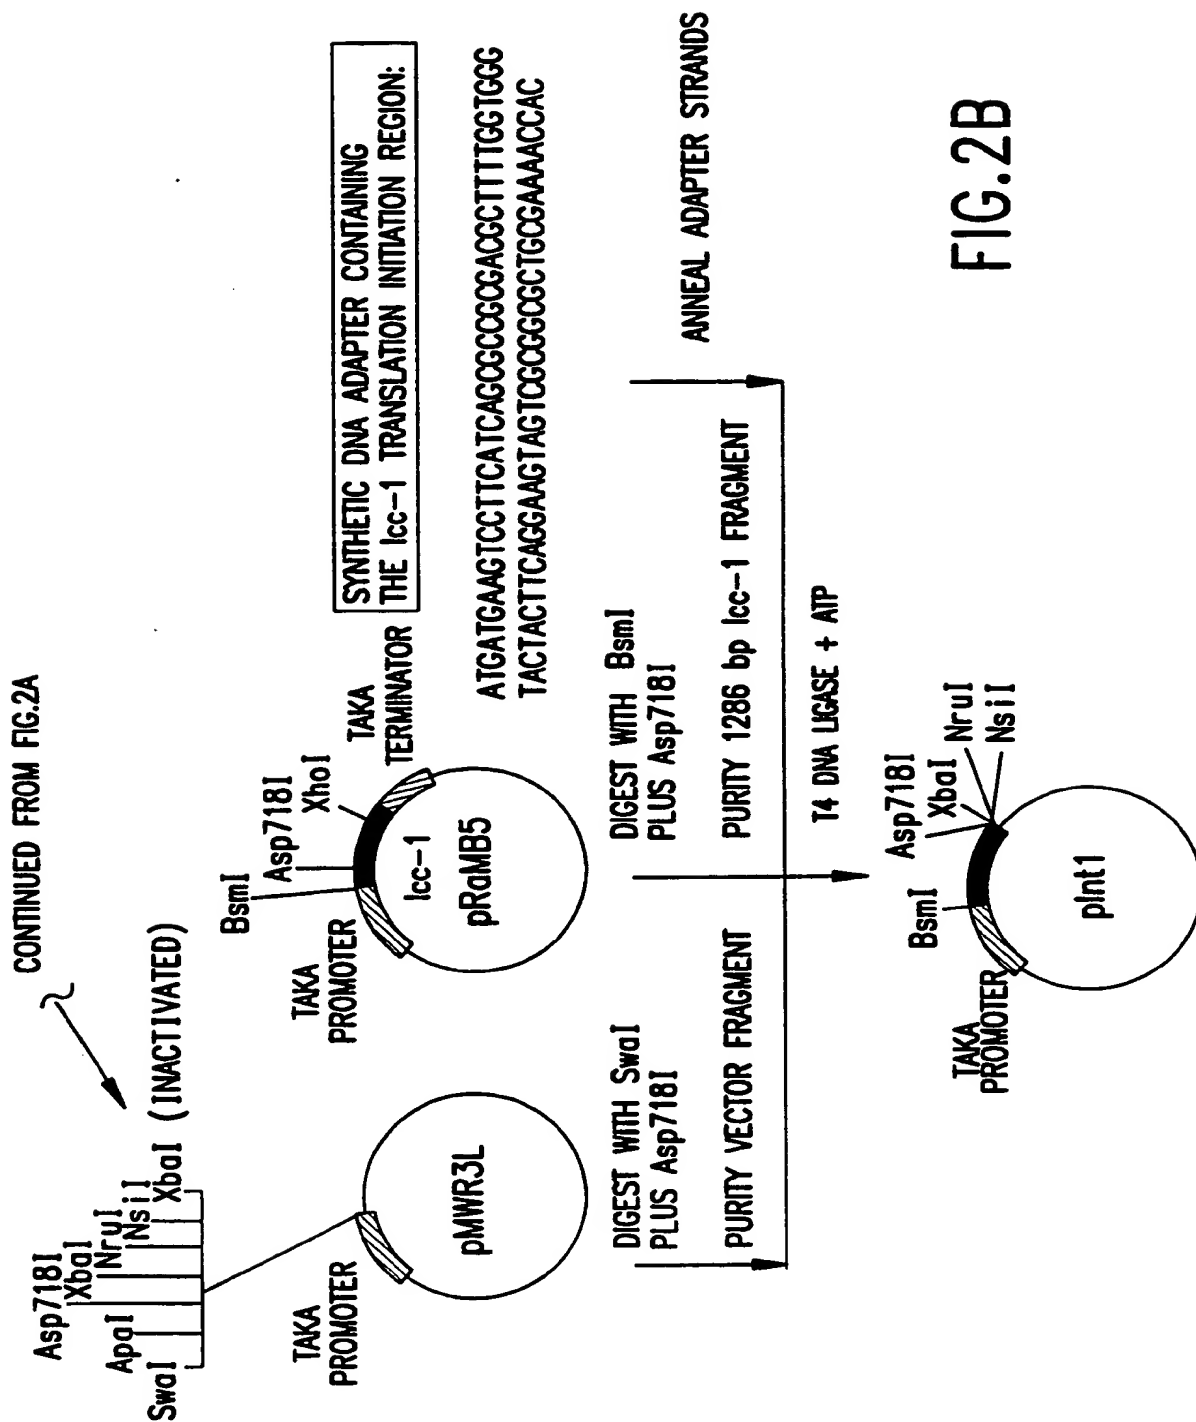 CONTINUED FROM FIG.2A
SwaI
ApaI
Asp718I
XbaI
NruI
NsiI
XbaI (INACTIVATED)
TAKA
PROMOTER
pMWR3L
BsmI
Asp718I
XhoI
TAKA
PROMOTER
lcc-1
pRaMB5
TAKA
TERMINATOR
SYNTHETIC DNA ADAPTER CONTAINING
THE lcc-1 TRANSLATION INITIATION REGION:
ATGATGAAGTCCTTCATCAGCGCCGCGACGCTTTTGGTGGG
TACTACTTCAGGAAGTAGTCGCGGCGCTGCGAAAACCAC
DIGEST WITH SwaI
PLUS Asp718I
PURITY VECTOR FRAGMENT
DIGEST WITH BsmI
PLUS Asp718I
PURITY 1286 bp lcc-1 FRAGMENT
ANNEAL ADAPTER STRANDS
T4 DNA LIGASE + ATP
BsmI
Asp718I
XbaI
NruI
NsiI
TAKA
PROMOTER
pInt1
FIG.2B